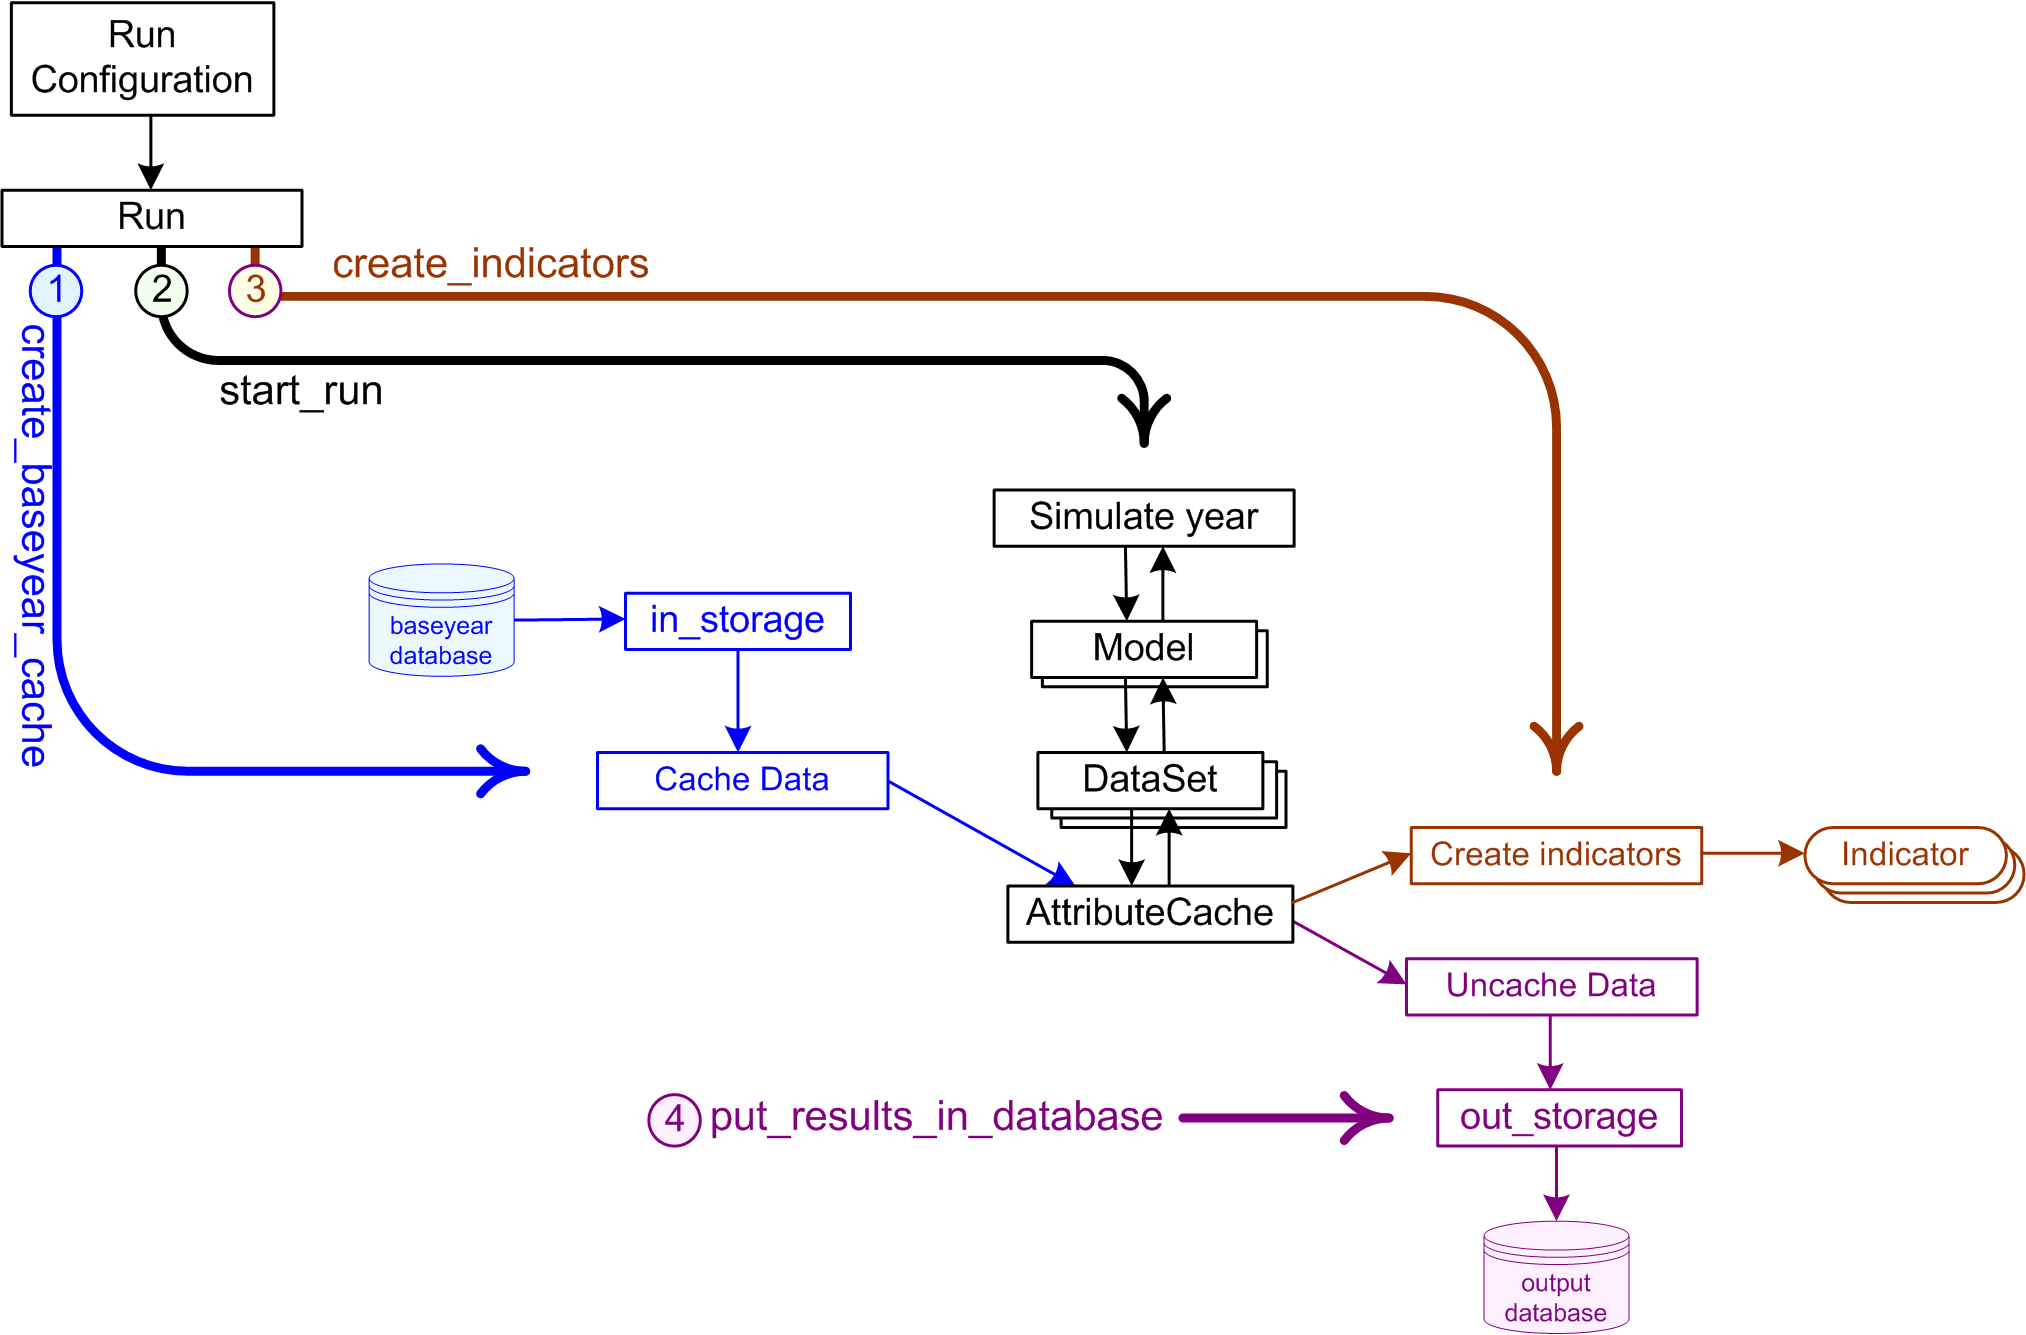 Run
Configuration
Run
1
2
3
create_indicators
start_run
create_baseyear_cache
Simulate year
baseyear
database
in_storage
Model
Cache Data
DataSet
Create indicators
Indicator
AttributeCache
Uncache Data
4
put_results_in_database
out_storage
output
database